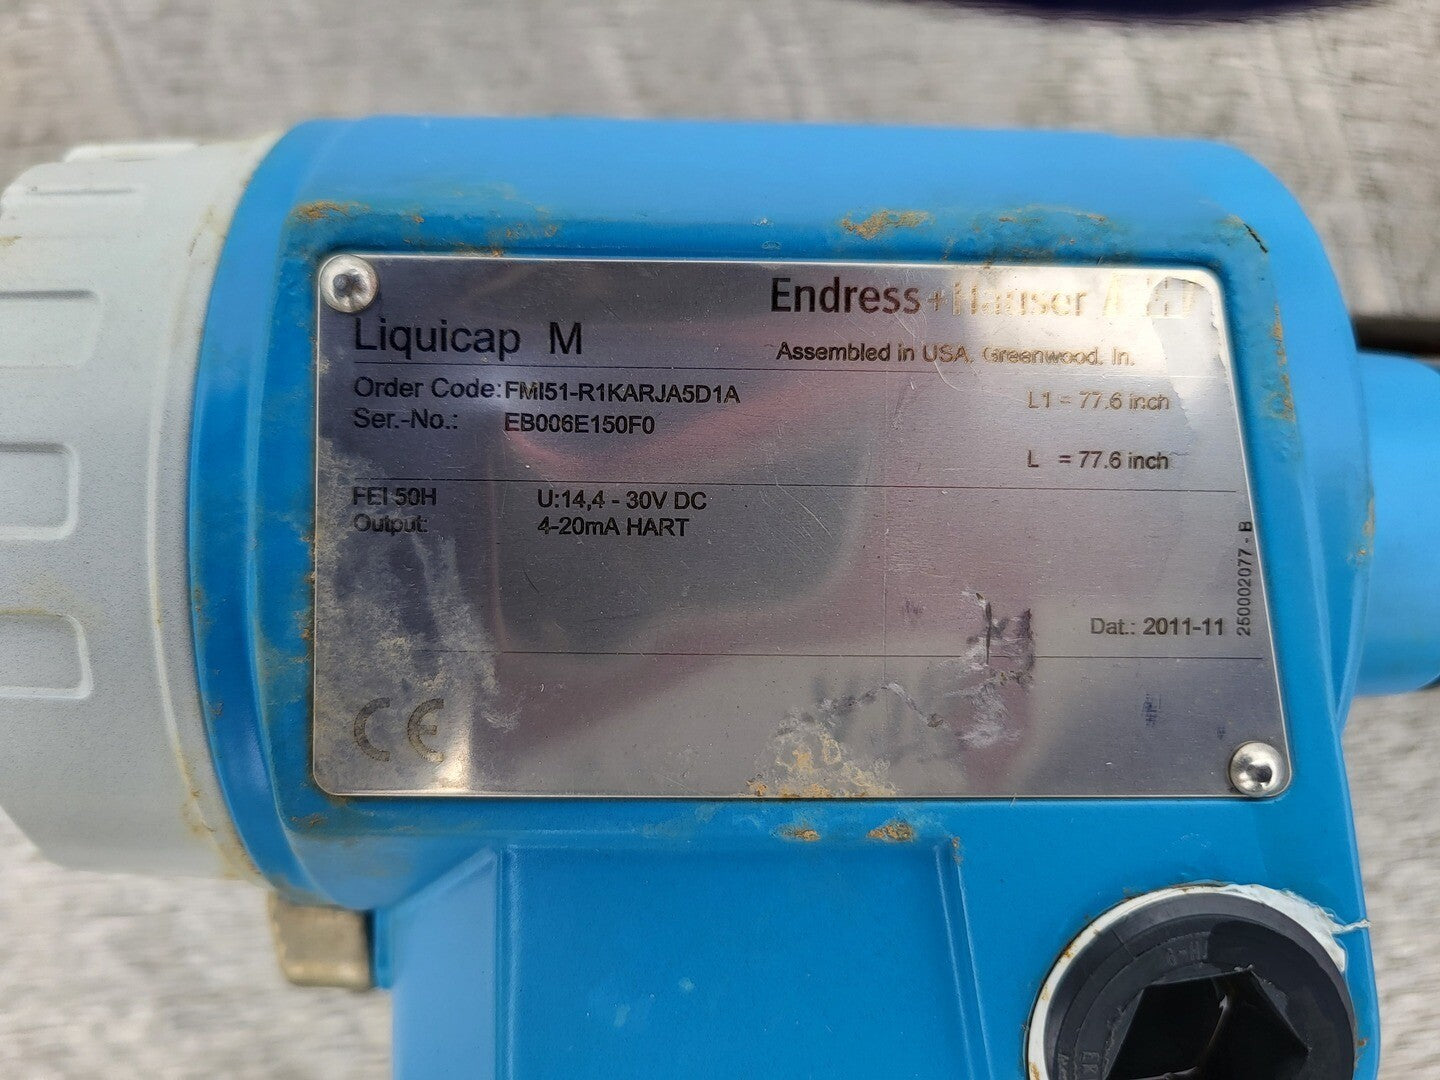 Endress+Hauser
Liquicap M
Assembled in USA, Greenwood, In.
Order Code: FMI51-R1KARJA5D1A
L1 = 77.6 inch
Ser.-No.: EB006E150F0
L = 77.6 inch
FEI 50H U:14,4 - 30V DC
Output: 4-20mA HART
Dat.: 2011-11
250002077 - B
CE